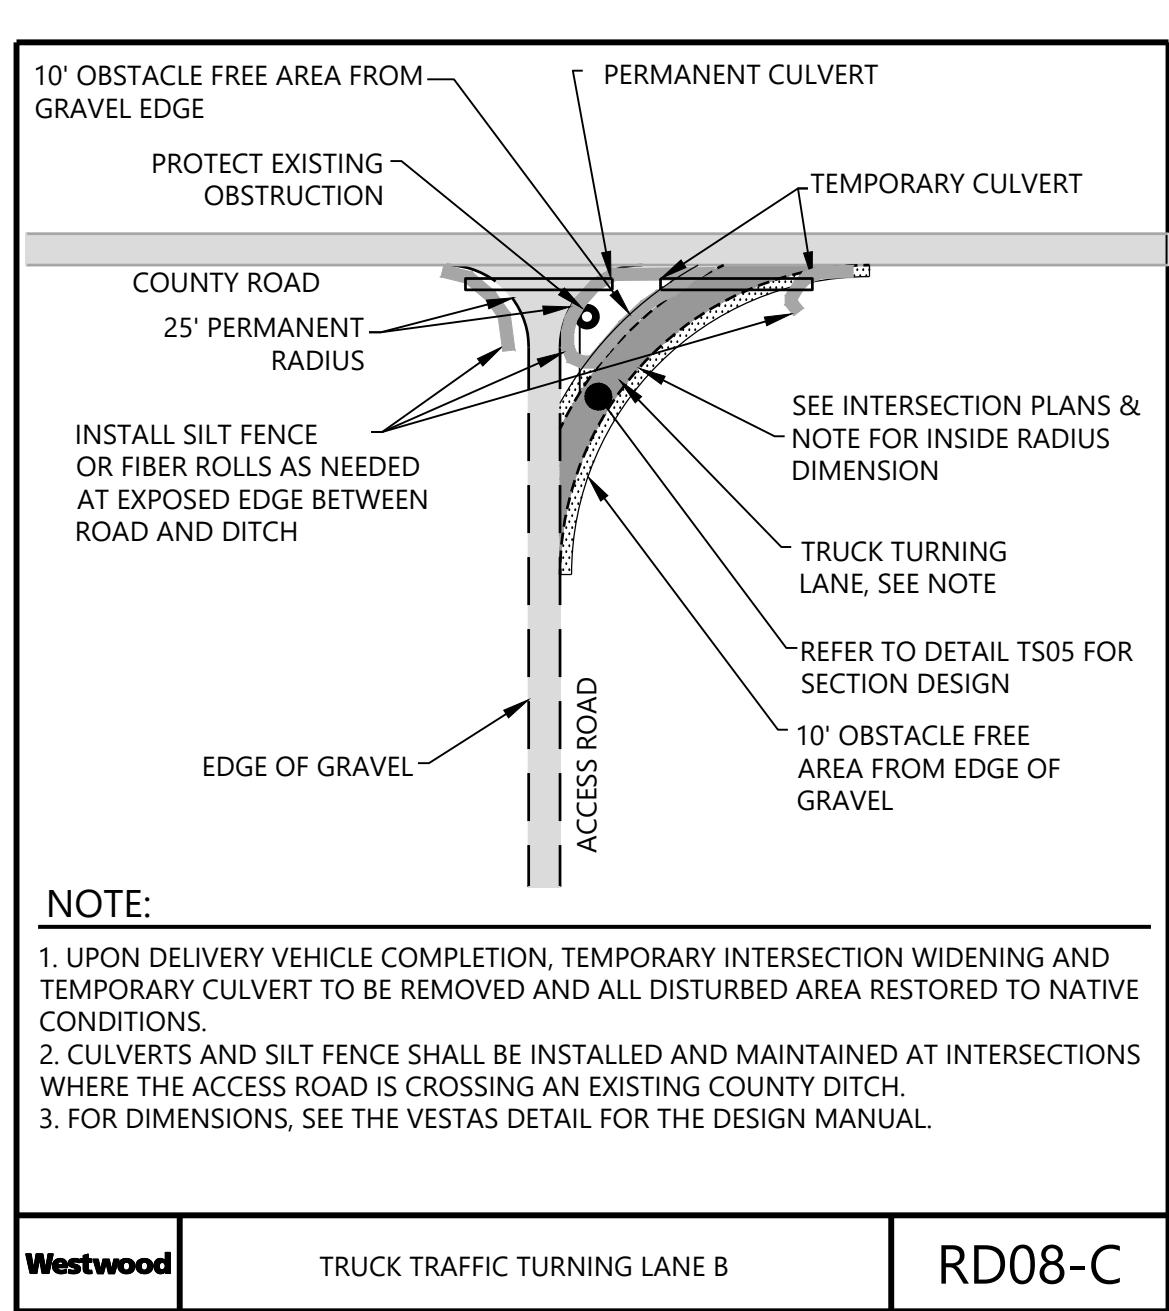 10' OBSTACLE FREE AREA FROM
GRAVEL EDGE
PERMANENT CULVERT
PROTECT EXISTING
OBSTRUCTION
TEMPORARY CULVERT
COUNTY ROAD
25' PERMANENT
RADIUS
INSTALL SILT FENCE
OR FIBER ROLLS AS NEEDED
AT EXPOSED EDGE BETWEEN
ROAD AND DITCH
SEE INTERSECTION PLANS &
NOTE FOR INSIDE RADIUS
DIMENSION
TRUCK TURNING
LANE, SEE NOTE
REFER TO DETAIL TS05 FOR
SECTION DESIGN
10' OBSTACLE FREE
AREA FROM EDGE OF
GRAVEL
EDGE OF GRAVEL
ACCESS ROAD
NOTE:
1. UPON DELIVERY VEHICLE COMPLETION, TEMPORARY INTERSECTION WIDENING AND
TEMPORARY CULVERT TO BE REMOVED AND ALL DISTURBED AREA RESTORED TO NATIVE
CONDITIONS.
2. CULVERTS AND SILT FENCE SHALL BE INSTALLED AND MAINTAINED AT INTERSECTIONS
WHERE THE ACCESS ROAD IS CROSSING AN EXISTING COUNTY DITCH.
3. FOR DIMENSIONS, SEE THE VESTAS DETAIL FOR THE DESIGN MANUAL.
Westwood
TRUCK TRAFFIC TURNING LANE B
RD08-C